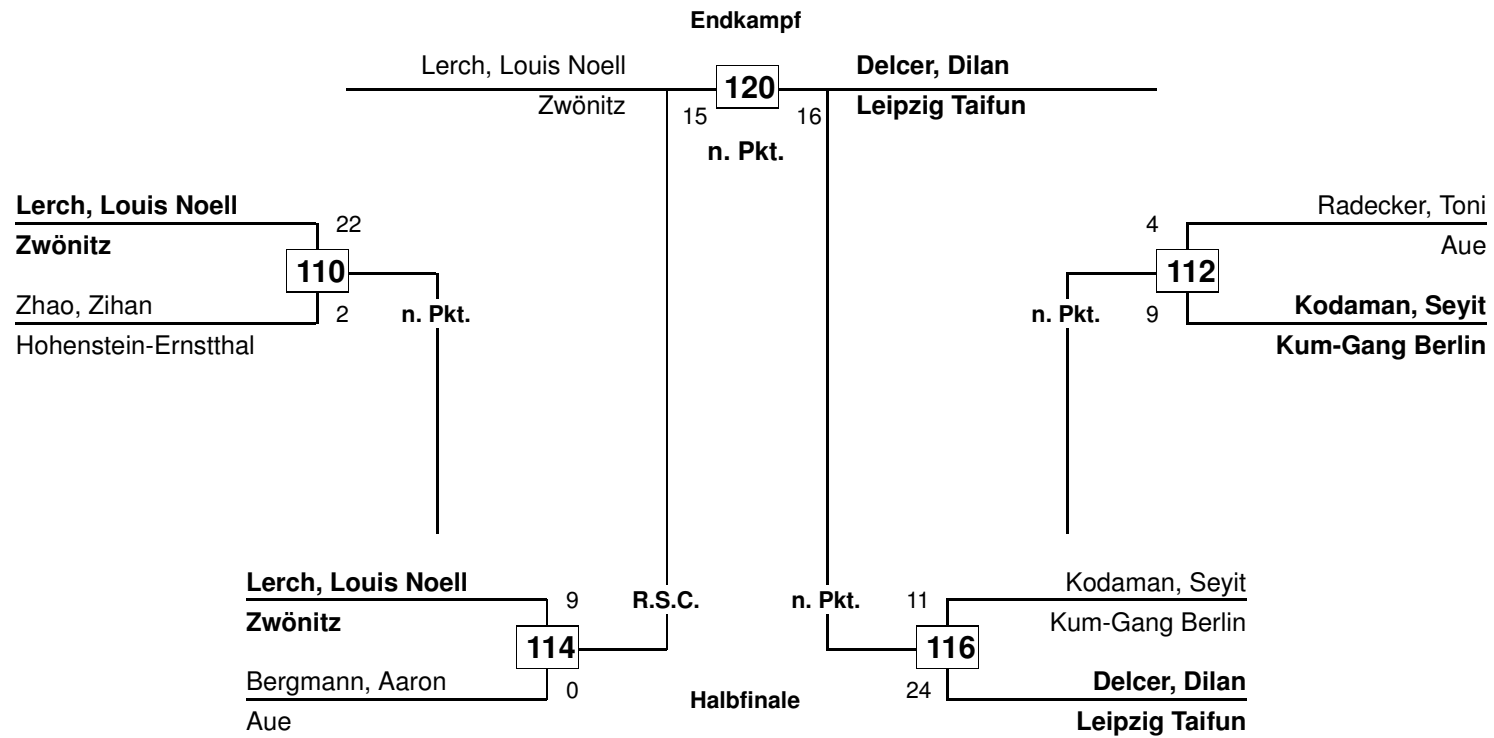 Endkampf
Lerch, Louis Noell
Zwönitz
15
120
16
n. Pkt.
Delcer, Dilan
Leipzig Taifun
Lerch, Louis Noell
Zwönitz
22
110
Zhao, Zihan
Hohenstein-Ernstthal
2
n. Pkt.
Radecker, Toni
Aue
4
112
Kodaman, Seyit
Kum-Gang Berlin
9
n. Pkt.
Lerch, Louis Noell
Zwönitz
9
114
Bergmann, Aaron
Aue
0
R.S.C.
n. Pkt.
Kodaman, Seyit
Kum-Gang Berlin
11
116
Delcer, Dilan
Leipzig Taifun
24
Halbfinale